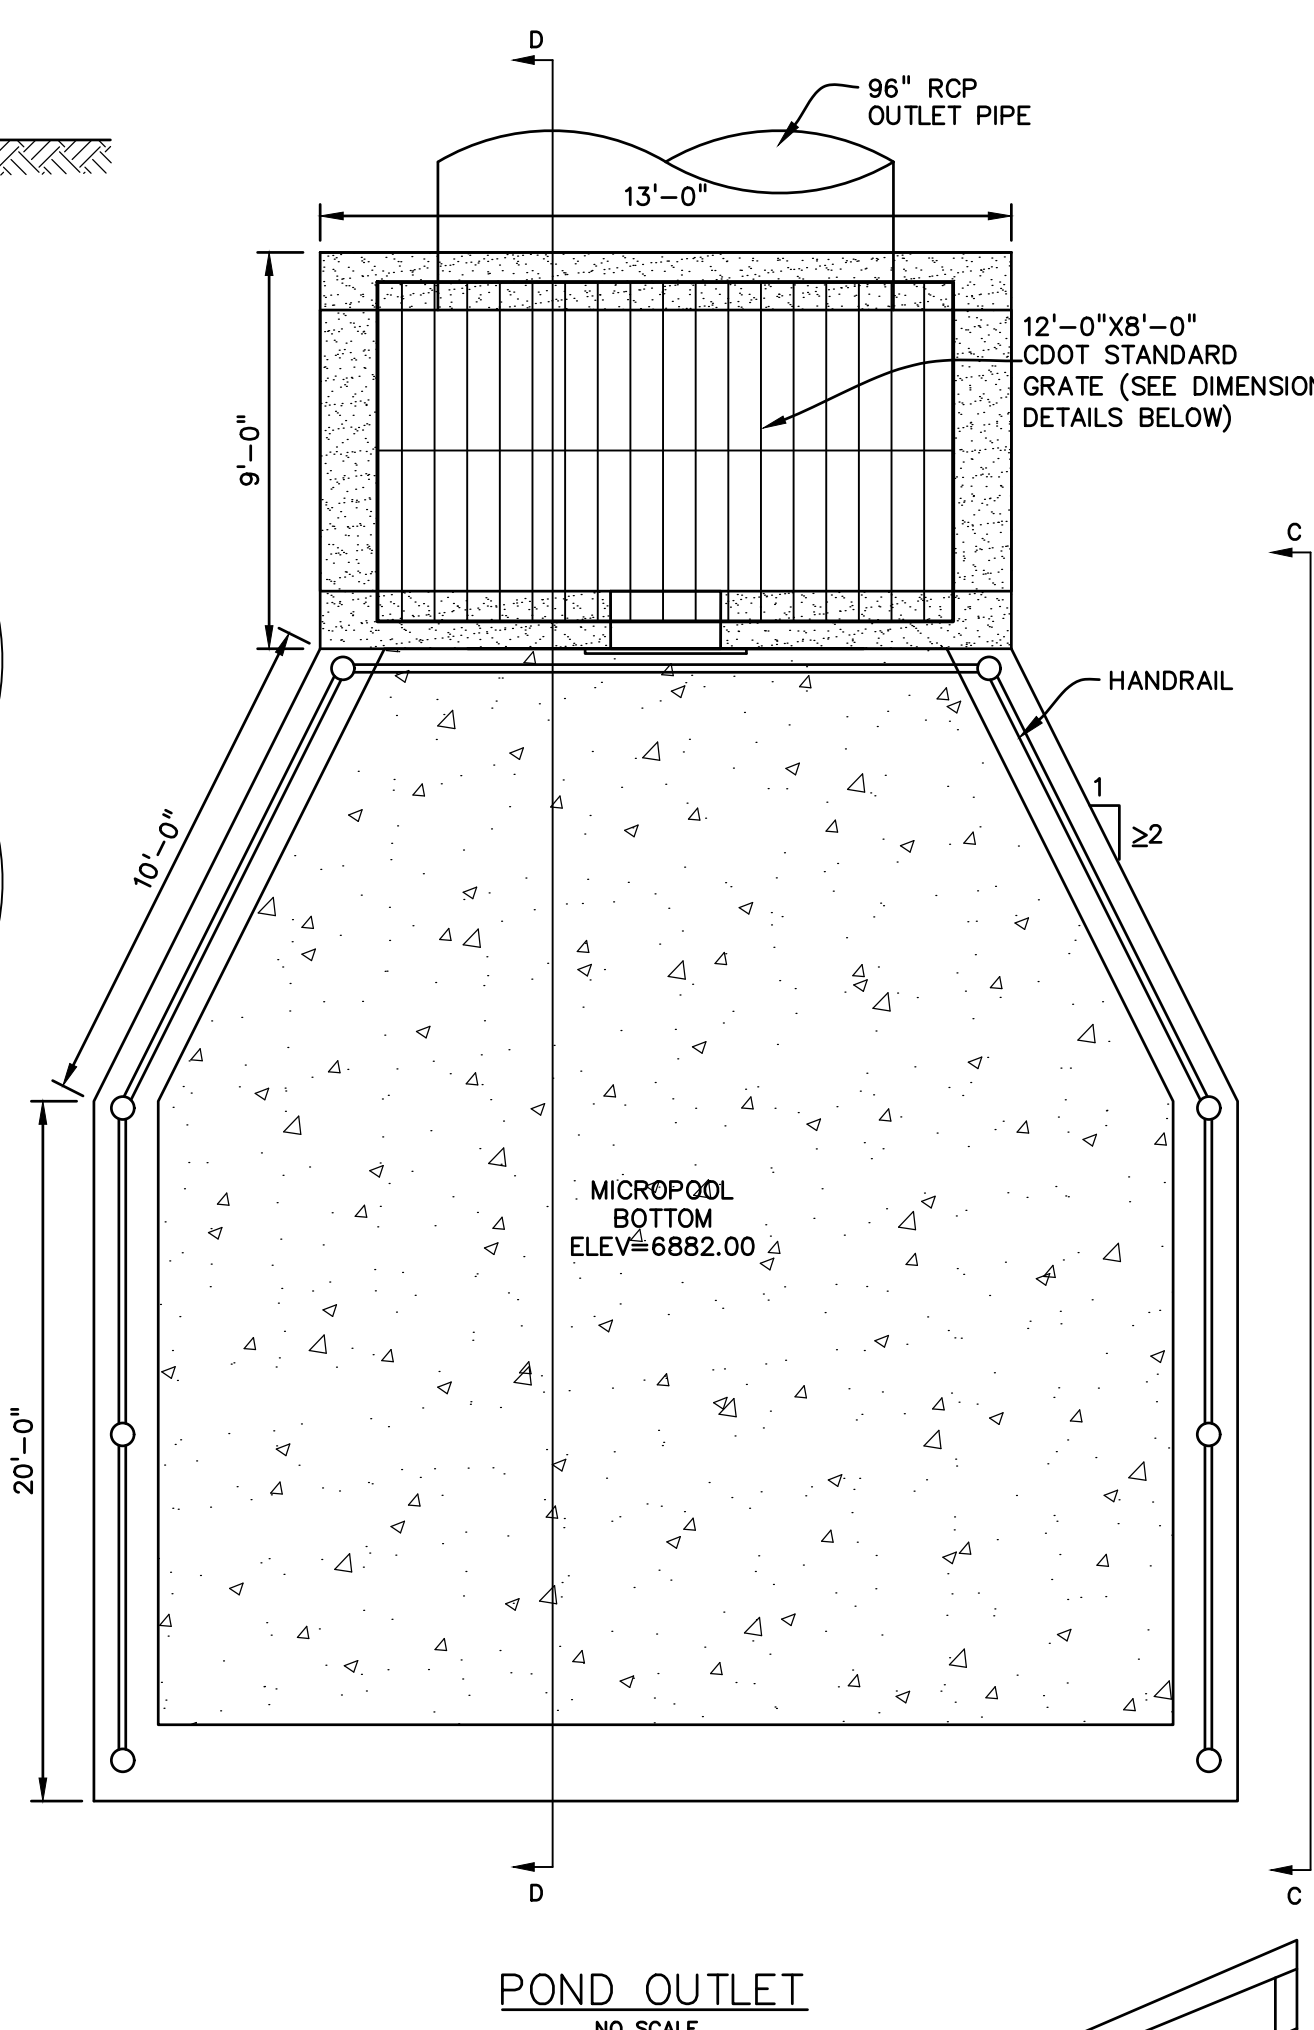 D
96" RCP
OUTLET PIPE
13'-0"
12'-0"X8'-0"
CDOT STANDARD
GRATE (SEE DIMENSION
DETAILS BELOW)
9'-0"
C
HANDRAIL
1
≥2
10'-0"
MICROPOOL
BOTTOM
ELEV=6882.00
20'-0"
D
C
POND OUTLET
NO SCALE